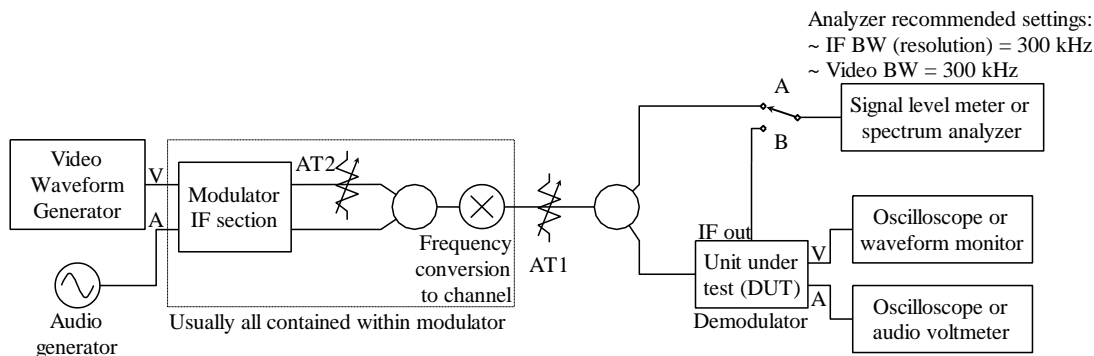 Analyzer recommended settings:
~ IF BW (resolution) = 300 kHz
~ Video BW = 300 kHz
A
B
Signal level meter or
spectrum analyzer
Video
Waveform
Generator
V
A
Modulator
IF section
AT2
Frequency
conversion
to channel
AT1
IF out
Unit under
test (DUT)
Demodulator
V
A
Oscilloscope or
waveform monitor
Oscilloscope or
audio voltmeter
Audio
generator
Usually all contained within modulator